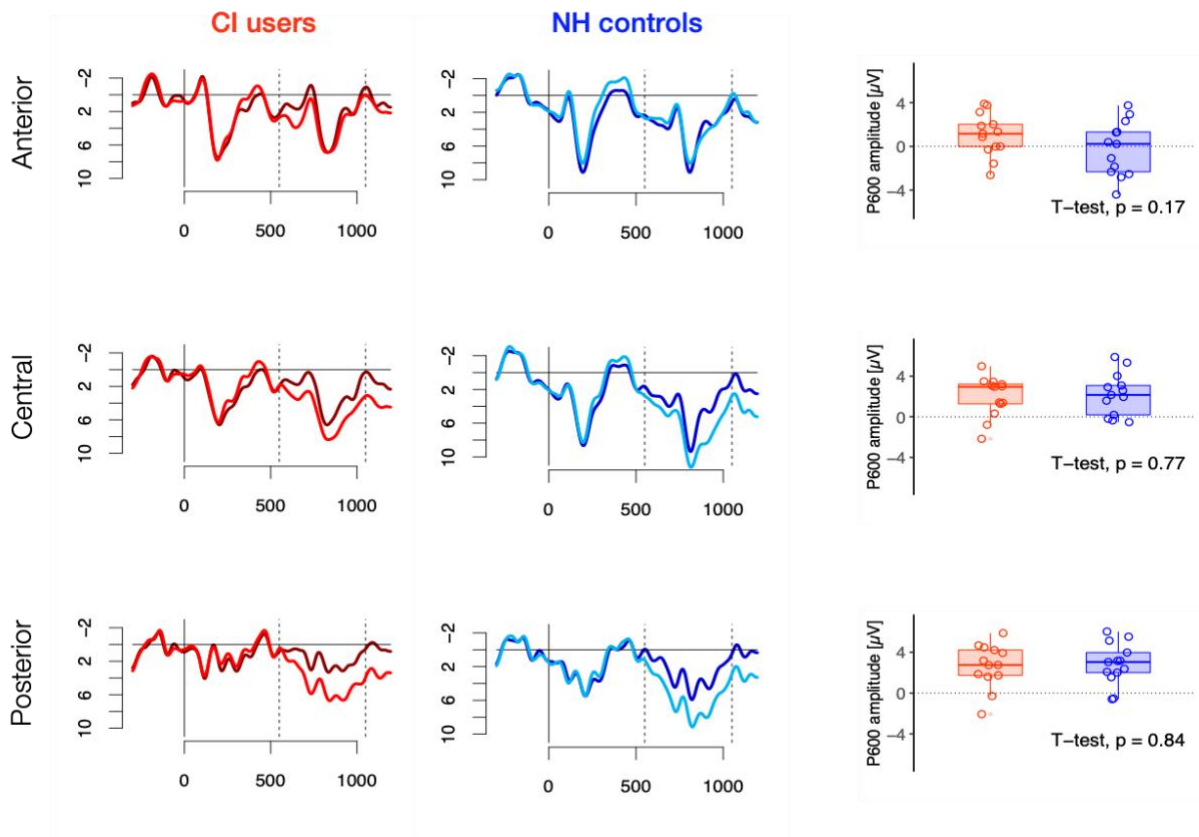 CI users
NH controls
Anterior
-2
2
6
10
0 500 1000
-2
2
6
10
0 500 1000
P600 amplitude [μV]
4
0
−4
T−test, p = 0.17
Central
-2
2
6
10
0 500 1000
-2
2
6
10
0 500 1000
P600 amplitude [μV]
4
0
−4
T−test, p = 0.77
Posterior
-2
2
6
10
0 500 1000
-2
2
6
10
0 500 1000
P600 amplitude [μV]
4
0
−4
T−test, p = 0.84